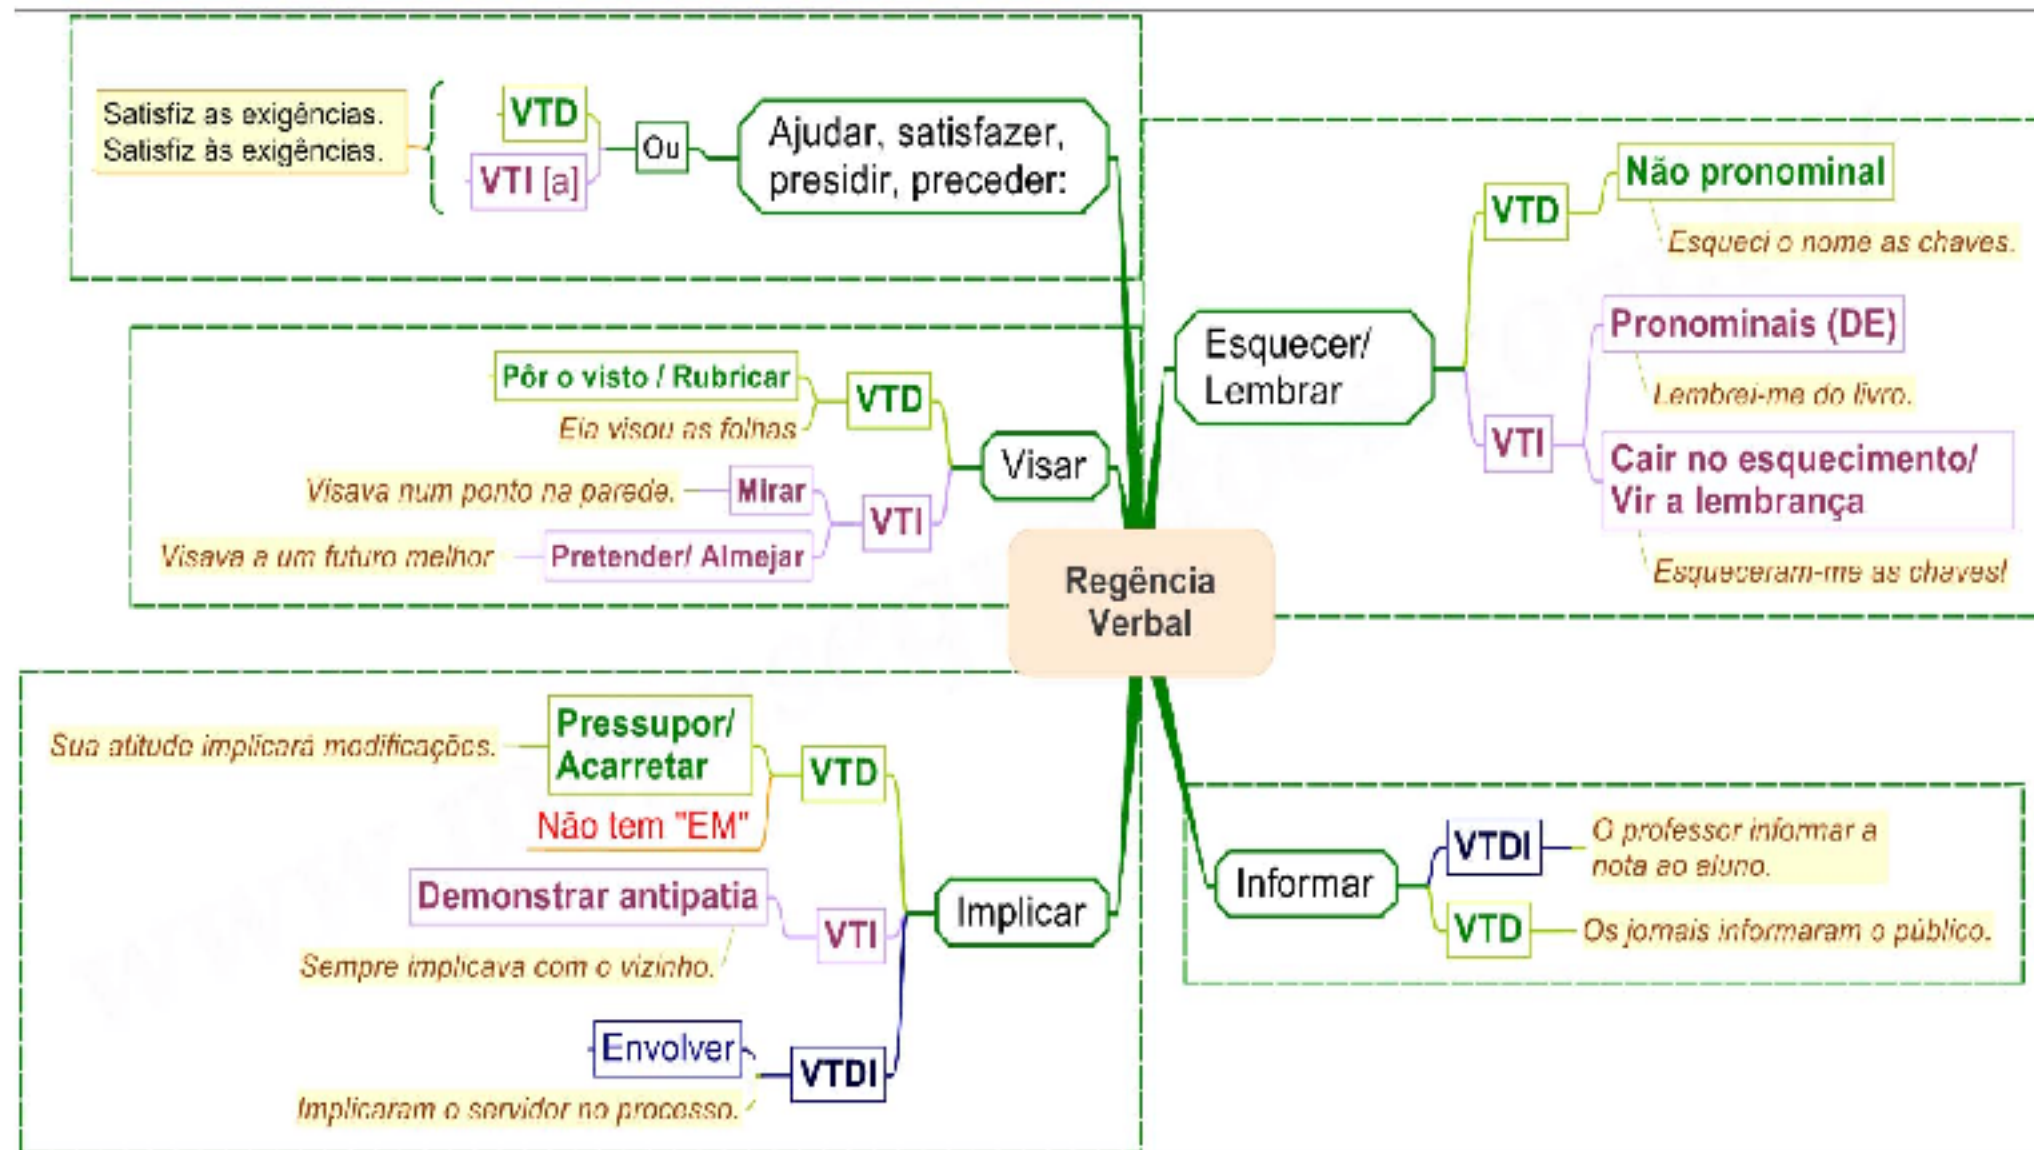 Satisfiz as exigências.
Satisfiz às exigências.
VTD
VTI [a]
Ou
Ajudar, satisfazer,
presidir, preceder:
Esquecer/
Lembrar
VTD
Não pronominal
Esqueci o nome as chaves.
VTI
Pronominais (DE)
Lembrei-me do livro.
Cair no esquecimento/
Vir a lembrança
Esqueceram-me as chaves!
Pôr o visto / Rubricar
Ela visou as folhas
VTD
Visar
Visava num ponto na parede.
Mirar
VTI
Visava a um futuro melhor
Pretender/ Almejar
Regência
Verbal
Sua atitude implicará modificações.
Pressupor/
Acarretar
VTD
Não tem "EM"
Demonstrar antipatia
VTI
Sempre implicava com o vizinho.
Implicar
Envolver
VTDI
Implicaram o servidor no processo.
Informar
VTDI
O professor informar a
nota ao aluno.
VTD
Os jornais informaram o público.